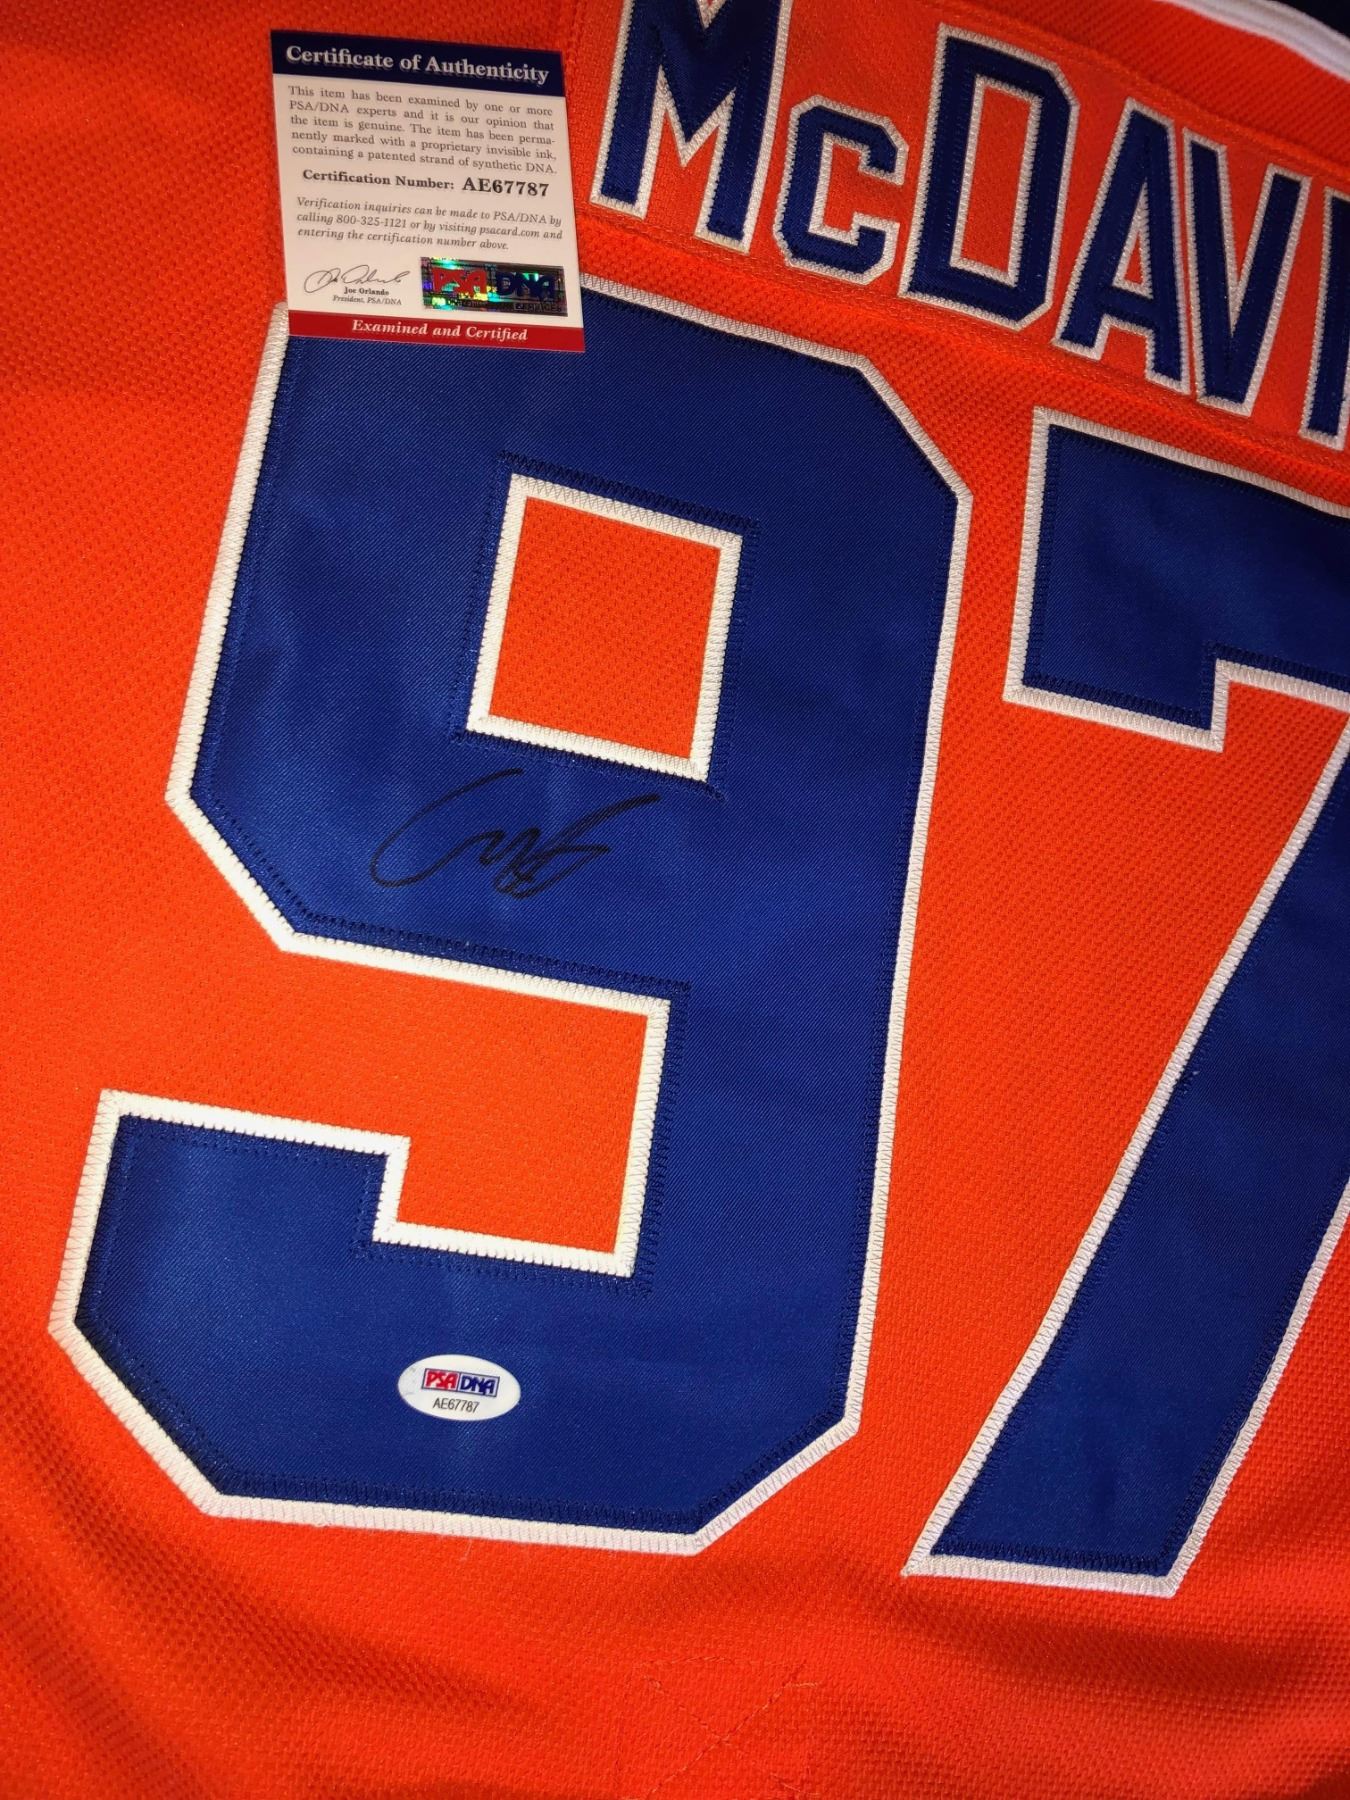 Certificate of Authenticity
This item has been examined by one or more
PSA/DNA experts and it is our opinion that
the item is genuine. The item has been perma-
nently marked with a proprietary invisible ink,
containing a patented strand of synthetic DNA.
Certification Number: AE67787
Verification inquiries can be made to PSA/DNA by
calling 800-325-1121 or by visiting psacard.com and
entering the certification number above.
Joe Orlando
President, PSA/DNA
PSA DNA
Examined and Certified
McDAVI
97
PSA DNA
AE67787